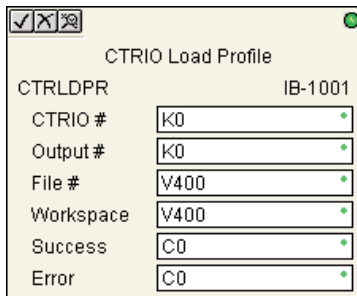 CTRIO Load Profile
CTRLDPR IB-1001
CTRIO # K0
Output # K0
File # V400
Workspace V400
Success C0
Error C0